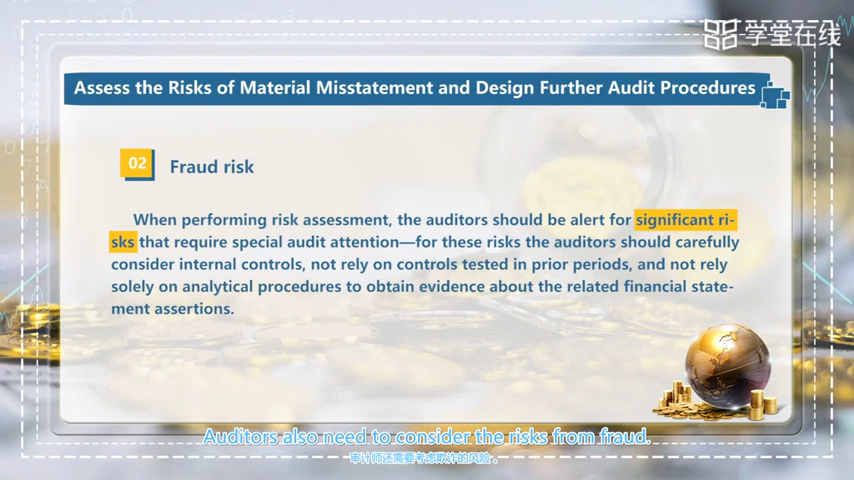 学堂在线
Assess the Risks of Material Misstatement and Design Further Audit Procedures
02
Fraud risk
When performing risk assessment, the auditors should be alert for significant ri-
sks that require special audit attention—for these risks the auditors should carefully
consider internal controls, not rely on controls tested in prior periods, and not rely
solely on analytical procedures to obtain evidence about the related financial state-
ment assertions.
Auditors also need to consider the risks from fraud.
审计师还需要考虑欺诈的风险。